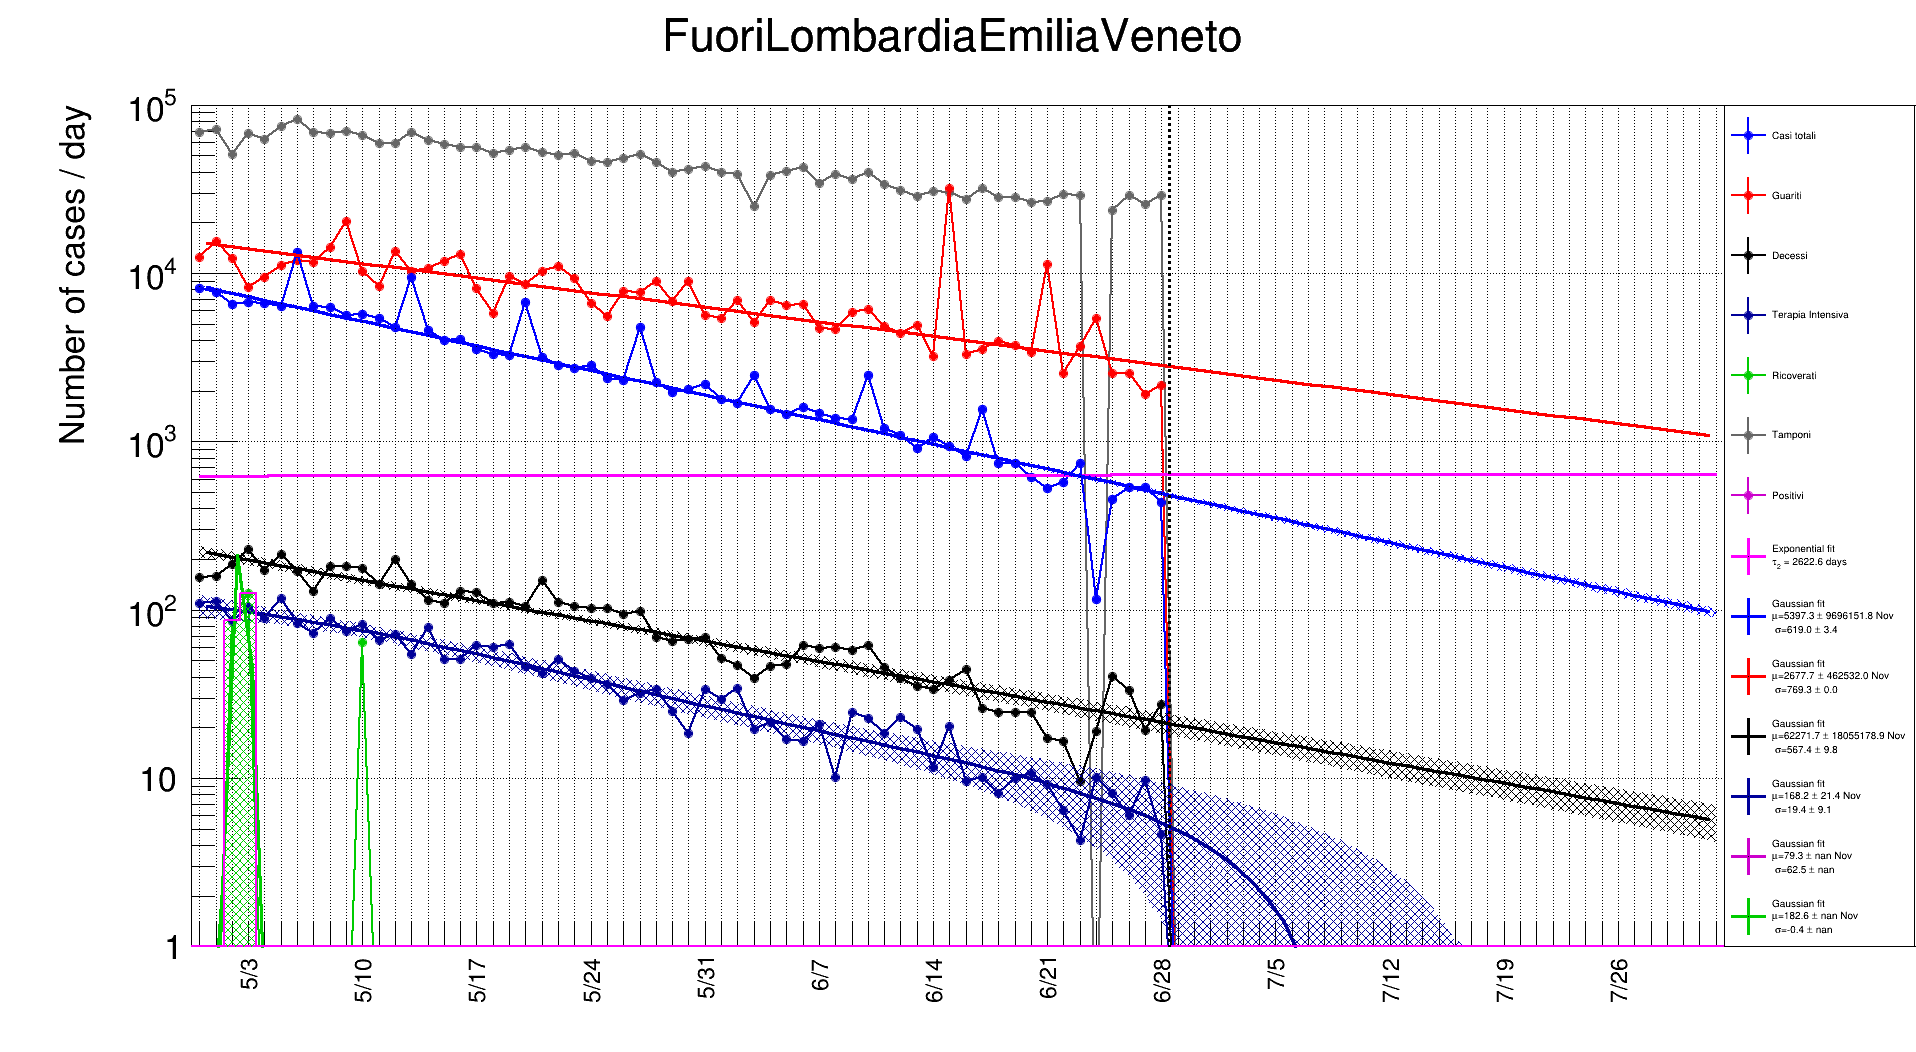 FuoriLombardiaEmiliaVeneto
Number of cases / day
10^5
10^4
10^3
10^2
10
1
5/3
5/10
5/17
5/24
5/31
6/7
6/14
6/21
6/28
7/5
7/12
7/19
7/26
Casi totali
Guariti
Decessi
Terapia Intensiva
Ricoverati
Tamponi
Positivi
Exponential fit
τ₂ = 2622.6 days
Gaussian fit
μ=5397.3 ± 9696151.8 Nov
σ=619.0 ± 3.4
Gaussian fit
μ=2677.7 ± 462532.0 Nov
σ=769.3 ± 0.0
Gaussian fit
μ=62271.7 ± 18055178.9 Nov
σ=567.4 ± 9.8
Gaussian fit
μ=168.2 ± 21.4 Nov
σ=19.4 ± 9.1
Gaussian fit
μ=79.3 ± nan Nov
σ=62.5 ± nan
Gaussian fit
μ=182.6 ± nan Nov
σ=-0.4 ± nan